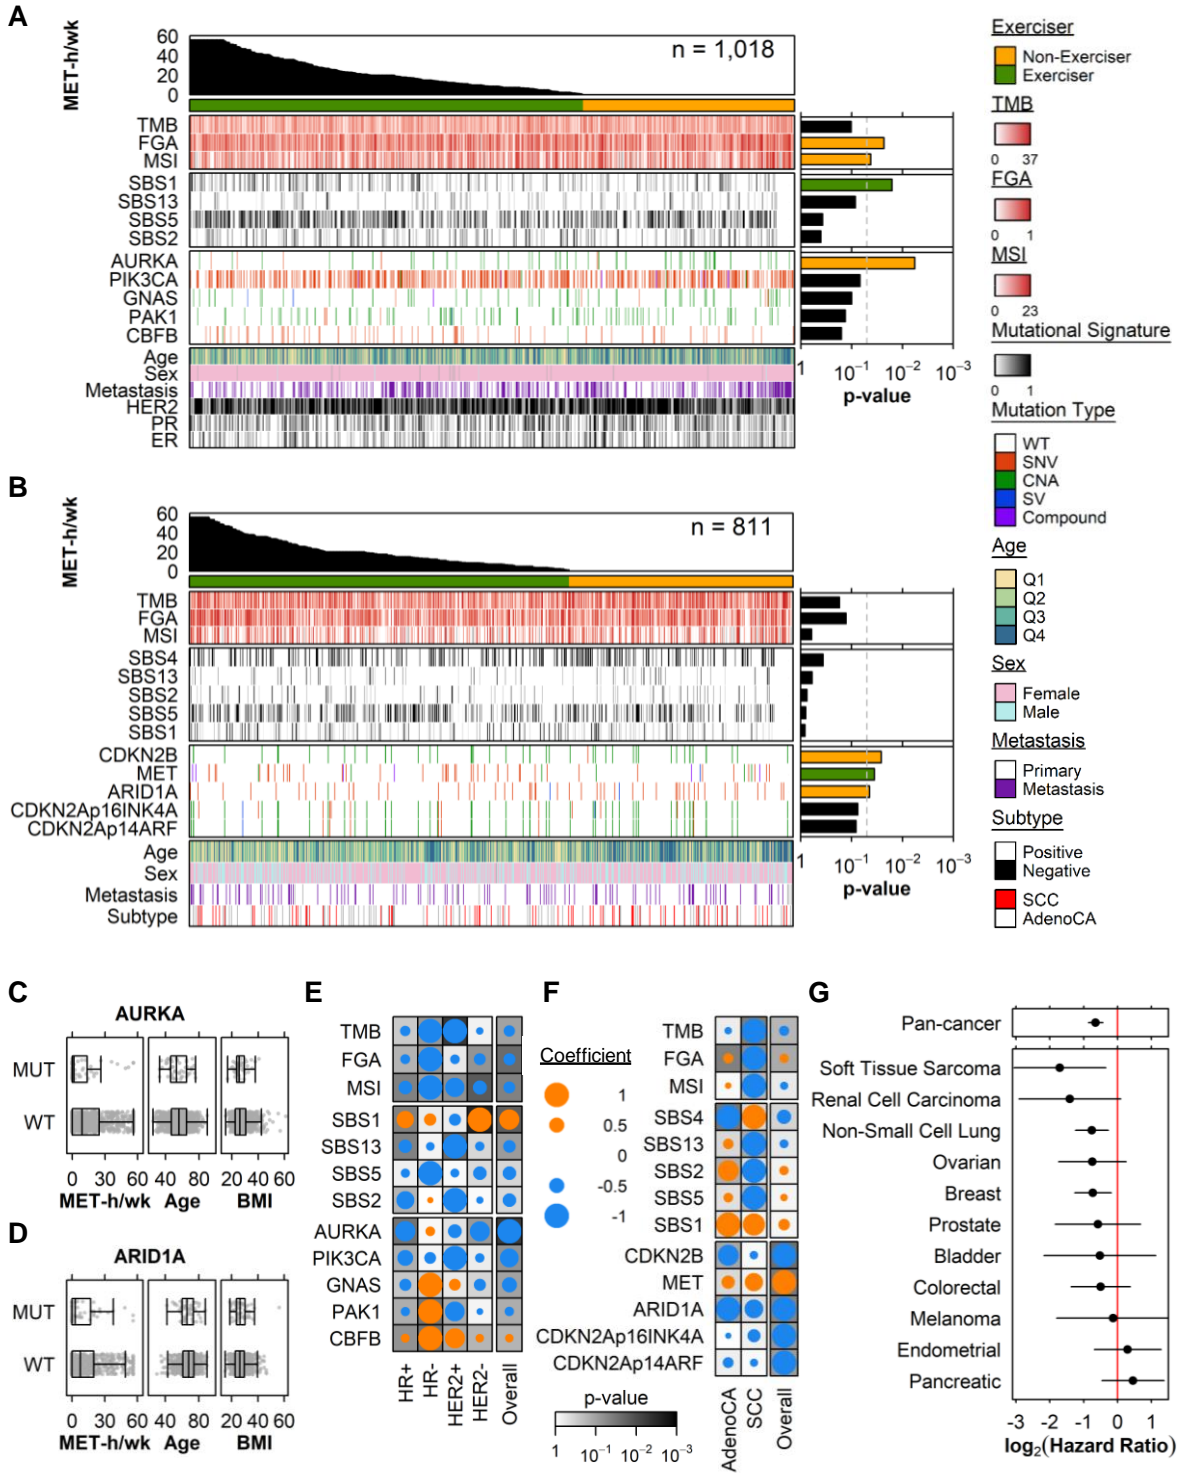 A
MET-h/wk
60
40
20
0
n = 1,018
TMB
FGA
MSI
SBS1
SBS13
SBS5
SBS2
AURKA
PIK3CA
GNAS
PAK1
CBFB
Age
Sex
Metastasis
HER2
PR
ER
1 10⁻¹ 10⁻² 10⁻³
p-value
Exerciser
Non-Exerciser
Exerciser
TMB
0 37
FGA
0 1
MSI
0 23
Mutational Signature
0 1
Mutation Type
WT
SNV
CNA
SV
Compound
Age
Q1
Q2
Q3
Q4
Sex
Female
Male
Metastasis
Primary
Metastasis
Subtype
Positive
Negative
SCC
AdenoCA
B
MET-h/wk
60
40
20
0
n = 811
TMB
FGA
MSI
SBS4
SBS13
SBS2
SBS5
SBS1
CDKN2B
MET
ARID1A
CDKN2Ap16INK4A
CDKN2Ap14ARF
Age
Sex
Metastasis
Subtype
1 10⁻¹ 10⁻² 10⁻³
p-value
C
AURKA
MUT
WT
0 30 60 40 80 20 40 60
MET-h/wk Age BMI
D
ARID1A
MUT
WT
0 30 60 40 80 20 40 60
MET-h/wk Age BMI
E
TMB
FGA
MSI
SBS1
SBS13
SBS5
SBS2
AURKA
PIK3CA
GNAS
PAK1
CBFB
HR+ HR- HER2+ HER2- Overall
Coefficient
1
0.5
0
-0.5
-1
p-value
1 10⁻¹ 10⁻² 10⁻³
F
TMB
FGA
MSI
SBS4
SBS13
SBS2
SBS5
SBS1
CDKN2B
MET
ARID1A
CDKN2Ap16INK4A
CDKN2Ap14ARF
AdenoCA SCC Overall
G
Pan-cancer
Soft Tissue Sarcoma
Renal Cell Carcinoma
Non-Small Cell Lung
Ovarian
Breast
Prostate
Bladder
Colorectal
Melanoma
Endometrial
Pancreatic
-3 -2 -1 0 1
log₂(Hazard Ratio)